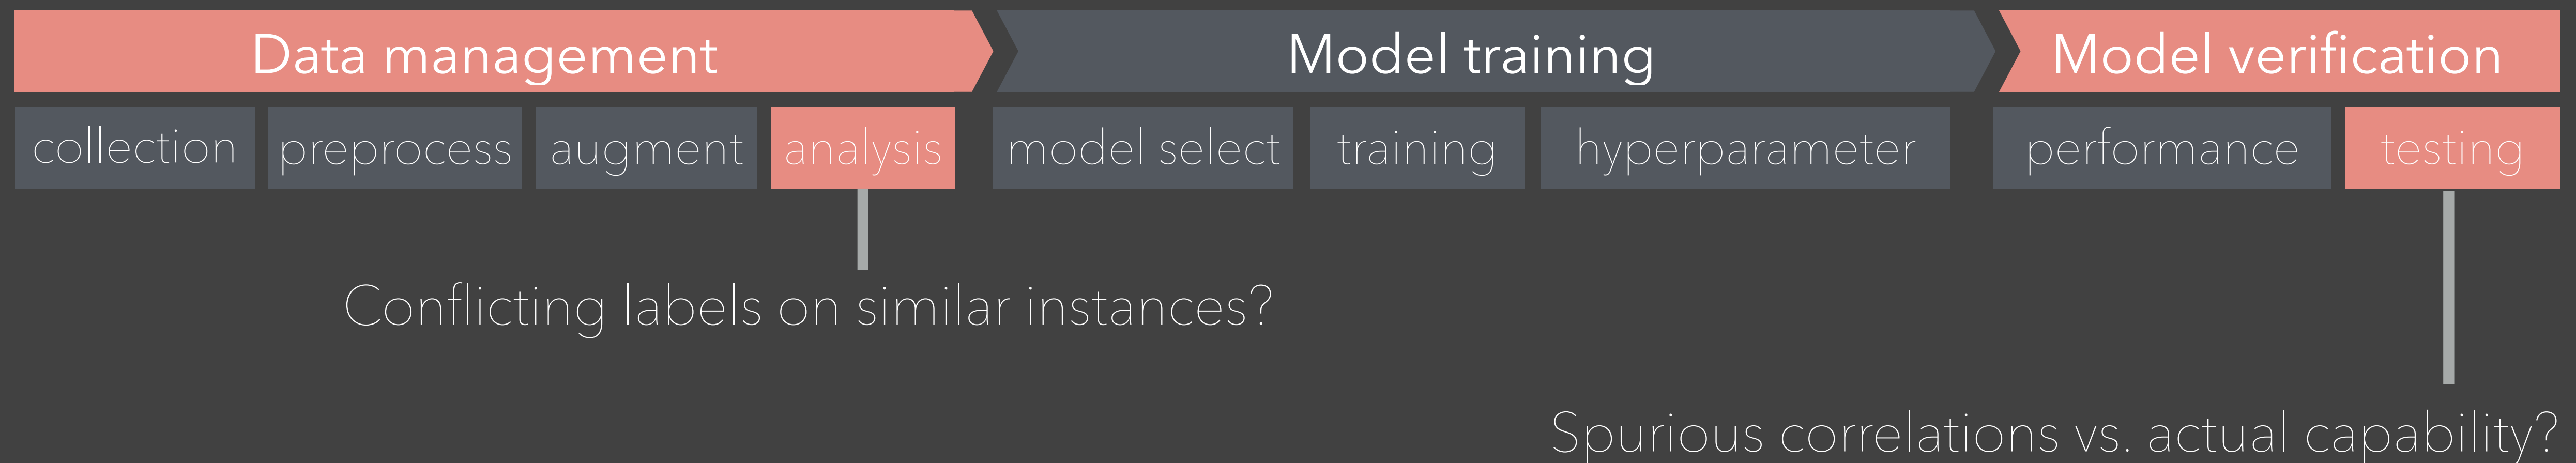 Data management
Model training
Model verification
collection
preprocess
augment
analysis
model select
training
hyperparameter
performance
testing
Conflicting labels on similar instances?
Spurious correlations vs. actual capability?